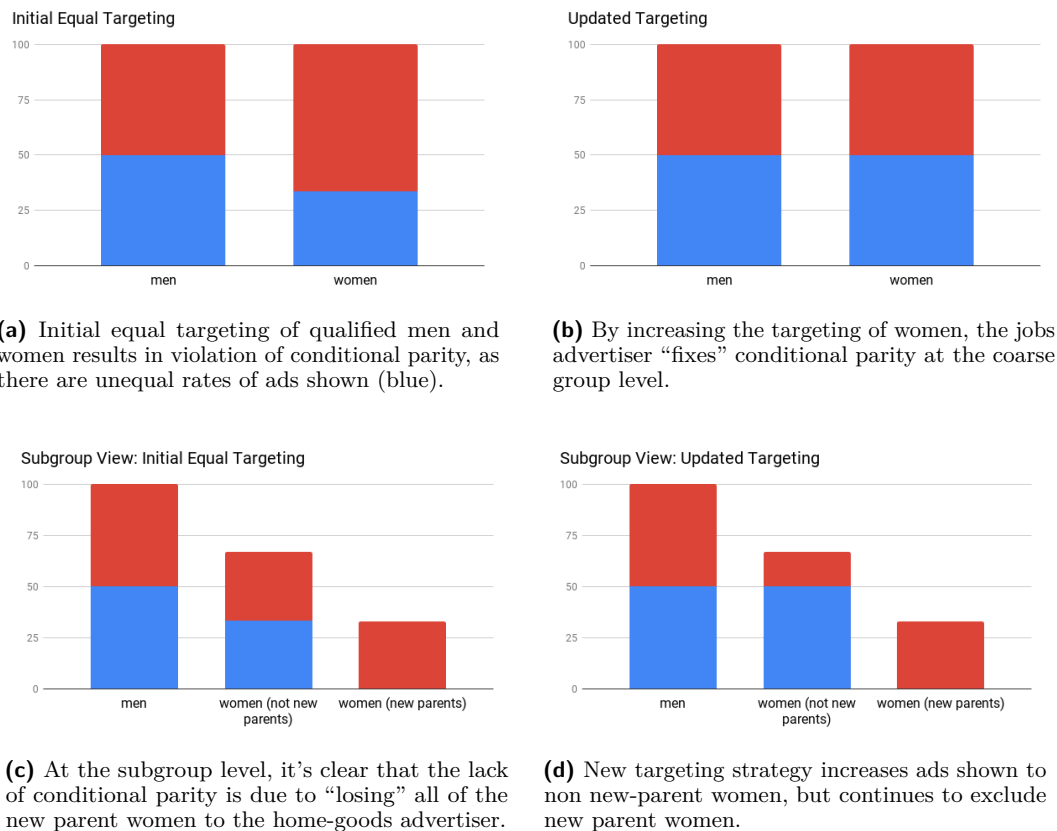 Initial Equal Targeting
100
75
50
25
0
men
women
(a) Initial equal targeting of qualified men and
women results in violation of conditional parity, as
there are unequal rates of ads shown (blue).
Updated Targeting
100
75
50
25
0
men
women
(b) By increasing the targeting of women, the jobs
advertiser “fixes” conditional parity at the coarse
group level.
Subgroup View: Initial Equal Targeting
100
75
50
25
0
men
women (not new
parents)
women (new parents)
(c) At the subgroup level, it’s clear that the lack
of conditional parity is due to “losing” all of the
new parent women to the home-goods advertiser.
Subgroup View: Updated Targeting
100
75
50
25
0
men
women (not new
parents)
women (new parents)
(d) New targeting strategy increases ads shown to
non new-parent women, but continues to exclude
new parent women.